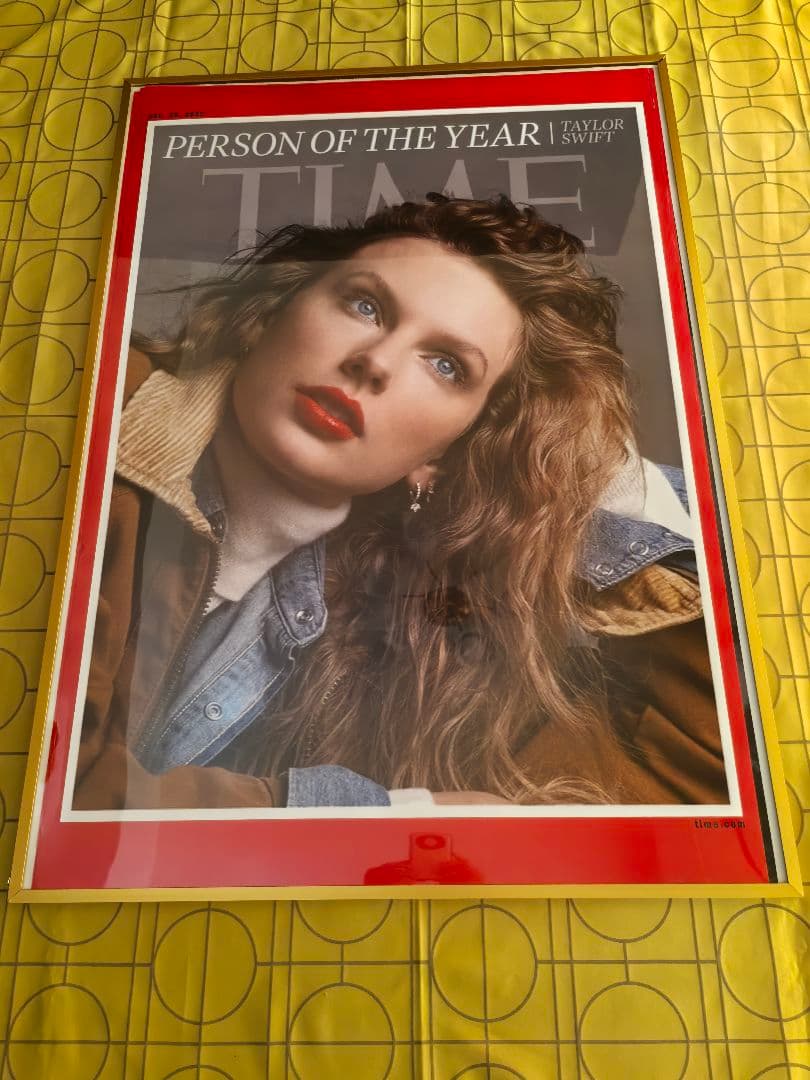 PERSON OF THE YEAR | TAYLOR
SWIFT
TIME
time.com